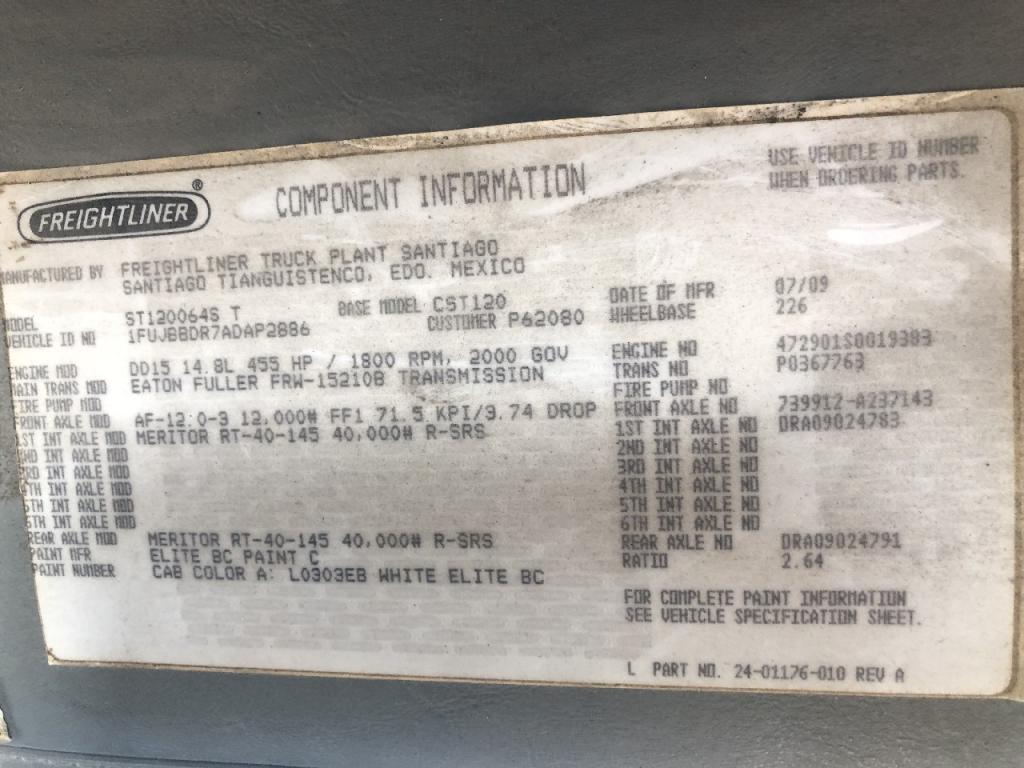 FREIGHTLINER ®
COMPONENT INFORMATION
USE VEHICLE ID NUMBER
WHEN ORDERING PARTS.
MANUFACTURED BY FREIGHTLINER TRUCK PLANT SANTIAGO
SANTIAGO TIANGUISTENCO, EDO. MEXICO
MODEL ST120064S T BASE MODEL CST120 DATE OF MFR 07/09
VEHICLE ID NO 1FUJBBDR7ADAP2886 CUSTOMER P62080 WHEELBASE 226
ENGINE MOD DD15 14.8L 455 HP / 1800 RPM, 2000 GOV ENGINE NO 472901S0019383
MAIN TRANS MOD EATON FULLER FRW-15210B TRANSMISSION TRANS NO P0367763
FIRE PUMP MOD FIRE PUMP NO
FRONT AXLE MOD AF-12.0-3 12,000# FF1 71.5 KPI/3.74 DROP FRONT AXLE NO 739912-A237143
1ST INT AXLE MOD MERITOR RT-40-145 40,000# R-SRS 1ST INT AXLE NO DRA09024783
2ND INT AXLE MOD 2ND INT AXLE NO
3RD INT AXLE MOD 3RD INT AXLE NO
4TH INT AXLE MOD 4TH INT AXLE NO
5TH INT AXLE MOD 5TH INT AXLE NO
6TH INT AXLE MOD 6TH INT AXLE NO
REAR AXLE MOD MERITOR RT-40-145 40,000# R-SRS REAR AXLE NO DRA09024791
PAINT MFR ELITE BC PAINT C RATIO 2.64
PAINT NUMBER CAB COLOR A: L0303EB WHITE ELITE BC
FOR COMPLETE PAINT INFORMATION
SEE VEHICLE SPECIFICATION SHEET.
L PART NO. 24-01176-010 REV A